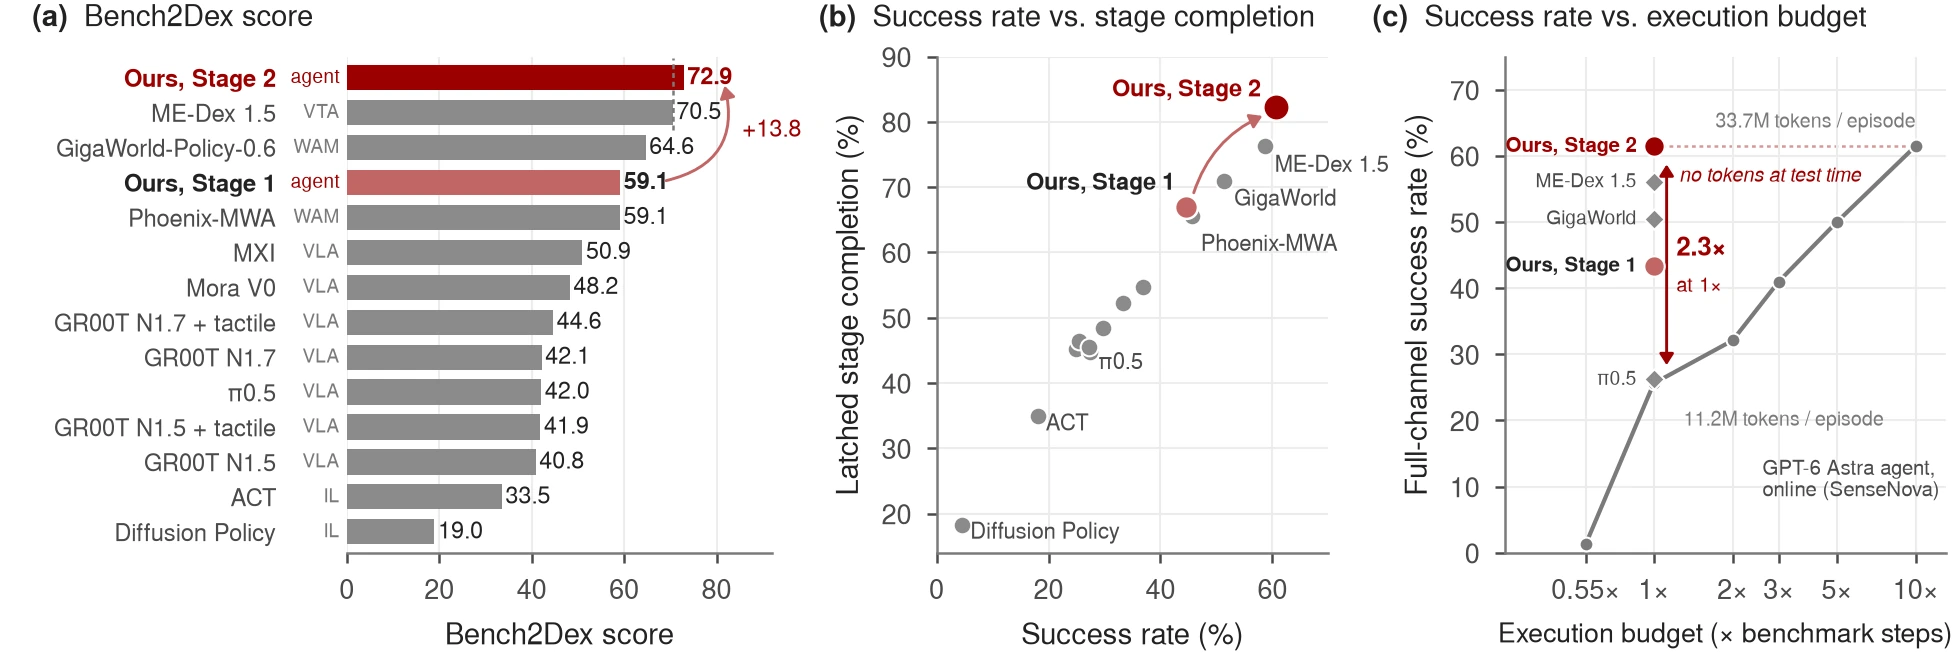 (a) Bench2Dex score
Ours, Stage 2 agent 72.9
ME-Dex 1.5 VTA 70.5
+13.8
GigaWorld-Policy-0.6 WAM 64.6
Ours, Stage 1 agent 59.1
Phoenix-MWA WAM 59.1
MXI VLA 50.9
Mora V0 VLA 48.2
GR00T N1.7 + tactile VLA 44.6
GR00T N1.7 VLA 42.1
π0.5 VLA 42.0
GR00T N1.5 + tactile VLA 41.9
GR00T N1.5 VLA 40.8
ACT IL 33.5
Diffusion Policy IL 19.0
0 20 40 60 80
Bench2Dex score
(b) Success rate vs. stage completion
Latched stage completion (%)
90
80
70
60
50
40
30
20
Ours, Stage 2
ME-Dex 1.5
Ours, Stage 1
GigaWorld
Phoenix-MWA
π0.5
ACT
Diffusion Policy
0 20 40 60
Success rate (%)
(c) Success rate vs. execution budget
Full-channel success rate (%)
70
60
50
40
30
20
10
0
33.7M tokens / episode
Ours, Stage 2
no tokens at test time
ME-Dex 1.5
GigaWorld
2.3×
Ours, Stage 1
at 1×
π0.5
11.2M tokens / episode
GPT-6 Astra agent,
online (SenseNova)
0.55× 1× 2× 3× 5× 10×
Execution budget (× benchmark steps)